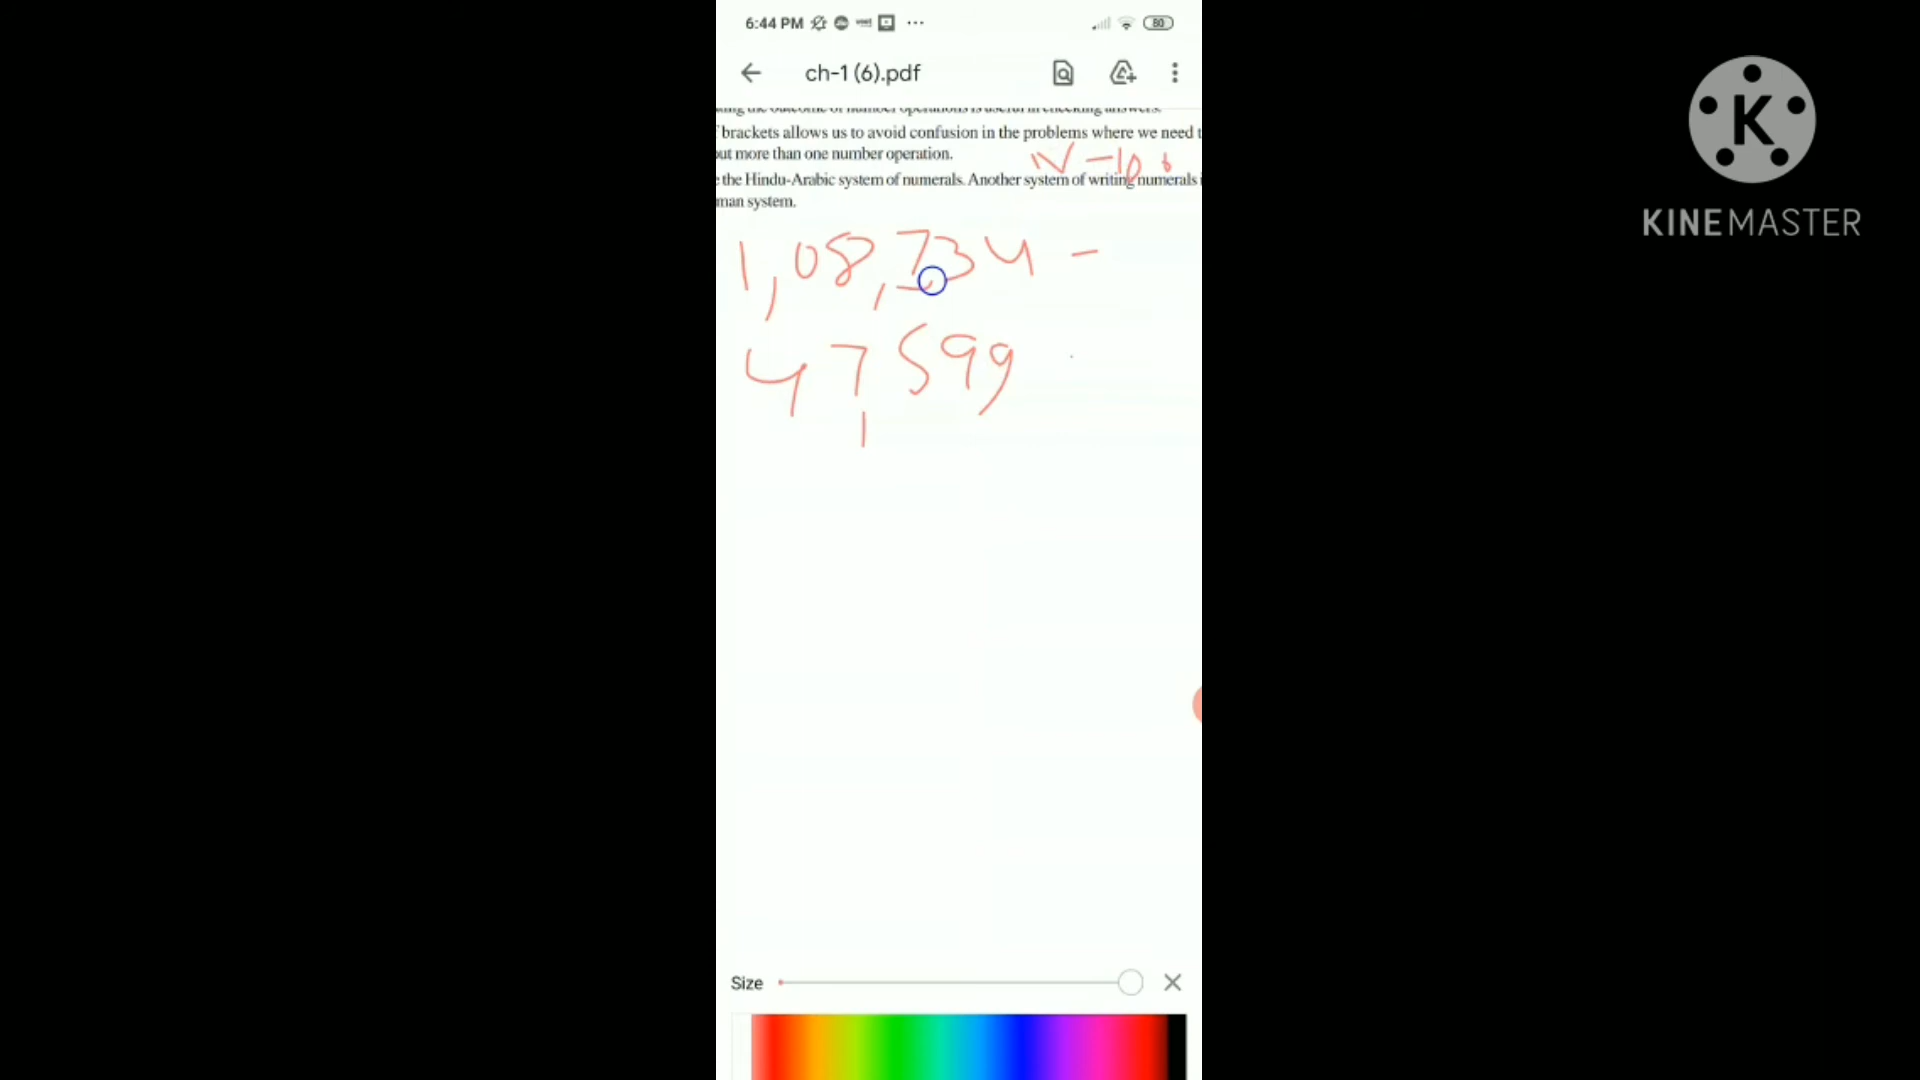 6:44 PM
80
ch-1 (6).pdf
brackets allows us to avoid confusion in the problems where we need
out more than one number operation.
the Hindu-Arabic system of numerals. Another system of writing numerals
man system.
1,08,734 -
47599
Size
K
KINEMASTER